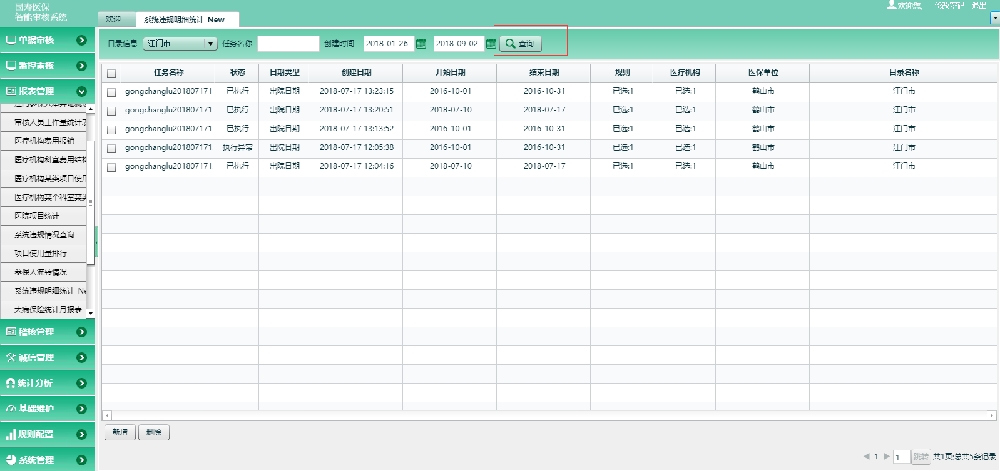 国寿医保
智能审核系统
欢迎您,
修改密码 退出
欢迎
系统违规明细统计_New
单据审核
监控审核
报表管理
审核人员工作量统计表
医疗机构费用报销
医疗机构科室费用结构
医疗机构某类项目使用
医疗机构某个科室某类
医院项目统计
系统违规情况查询
项目使用量排行
参保人流转情况
系统违规明细统计_Ne
大病保险统计月报表
稽核管理
诚信管理
统计分析
基础维护
规则配置
系统管理
目录信息 江门市 任务名称 创建时间 2018-01-26 2018-09-02 查询
任务名称 状态 日期类型 创建日期 开始日期 结束日期 规则 医疗机构 医保单位 目录名称
gongchanglu201807171 已执行 出院日期 2018-07-17 13:23:15 2016-10-01 2016-10-31 已选:1 已选:1 鹤山市 江门市
gongchanglu201807171 已执行 出院日期 2018-07-17 13:20:51 2018-07-10 2018-07-17 已选:1 已选:1 鹤山市 江门市
gongchanglu201807171 已执行 出院日期 2018-07-17 13:13:52 2016-10-01 2016-10-31 已选:1 已选:1 鹤山市 江门市
gongchanglu201807171 执行异常 出院日期 2018-07-17 12:05:38 2016-10-01 2016-10-31 已选:1 已选:1 鹤山市 江门市
gongchanglu201807171 已执行 出院日期 2018-07-17 12:04:16 2018-07-10 2018-07-17 已选:1 已选:1 鹤山市 江门市
新增 删除
1 1 跳转 共1页;总共5条记录